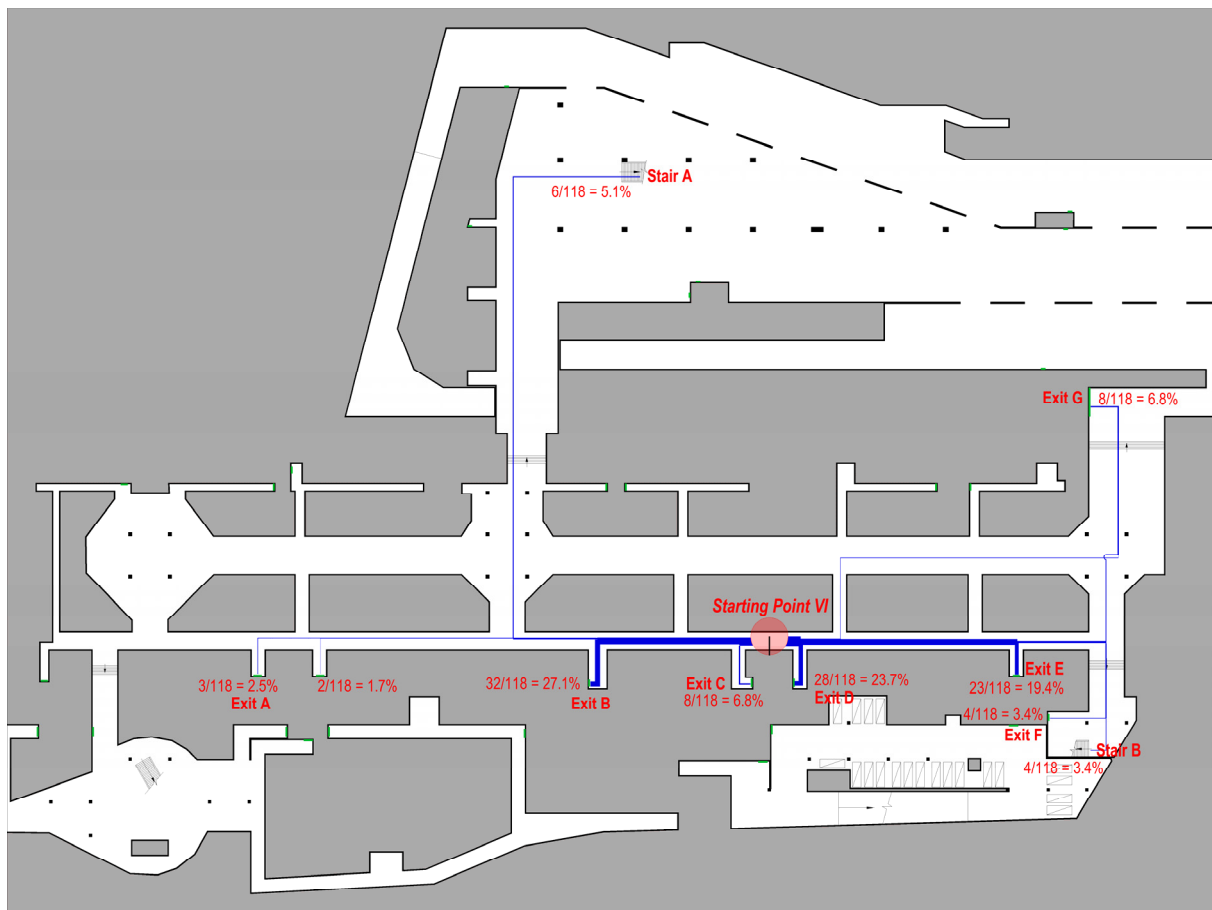 Stair A
6/118 = 5.1%
Exit G
8/118 = 6.8%
Starting Point VI
3/118 = 2.5%
Exit A
2/118 = 1.7%
32/118 = 27.1%
Exit B
Exit C
8/118 = 6.8%
28/118 = 23.7%
Exit D
Exit E
23/118 = 19.4%
4/118 = 3.4%
Exit F
Stair B
4/118 = 3.4%